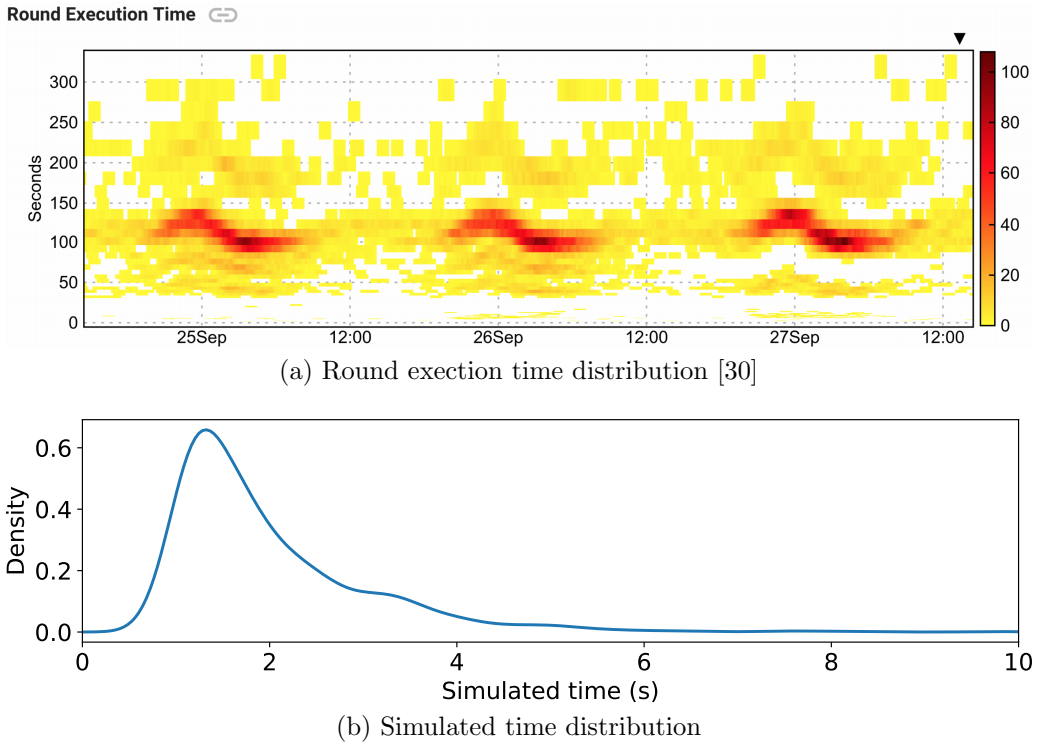 Round Execution Time
300
250
200
150
100
50
0
Seconds
25Sep 12:00 26Sep 12:00 27Sep 12:00
100
80
60
40
20
0
(a) Round exection time distribution [30]
0.6
0.4
0.2
0.0
Density
0 2 4 6 8 10
Simulated time (s)
(b) Simulated time distribution